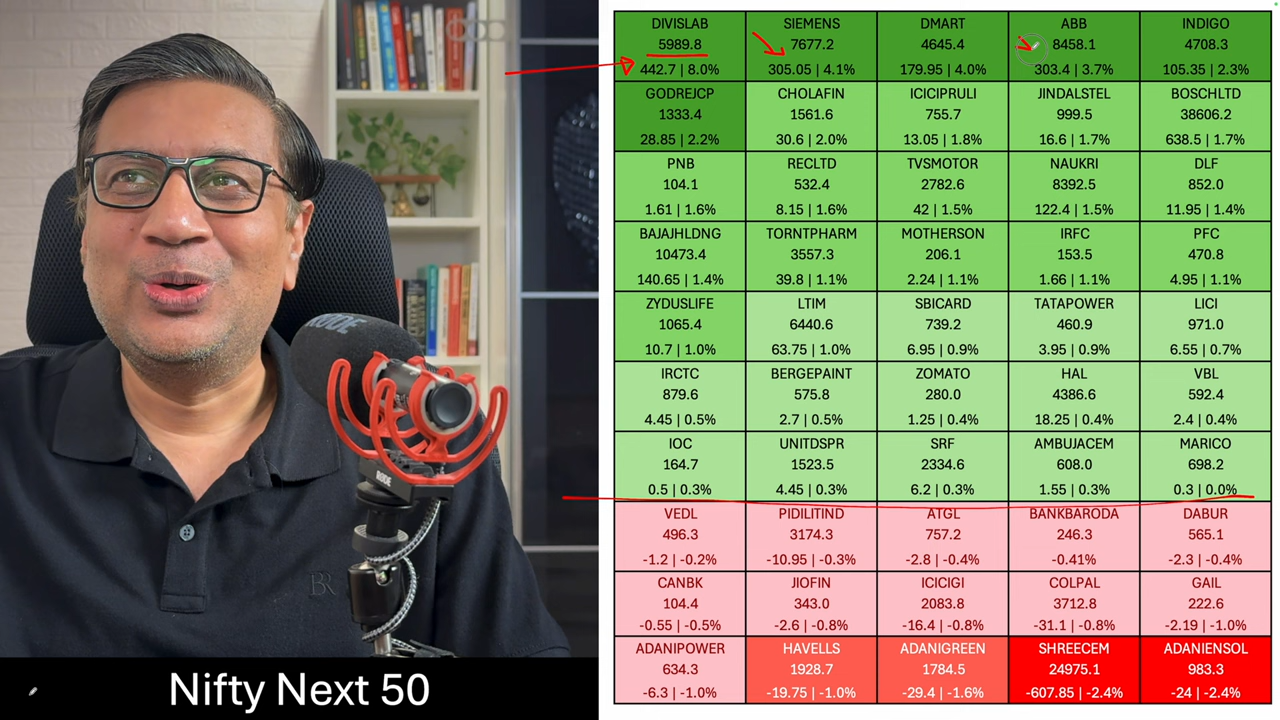 RODE
RODE
BR
Nifty Next 50
DIVISLAB SIEMENS DMART ABB INDIGO
5989.8 7677.2 4645.4 8458.1 4708.3
442.7 | 8.0% 305.05 | 4.1% 179.95 | 4.0% 303.4 | 3.7% 105.35 | 2.3%
GODREJCP CHOLAFIN ICICIPRULI JINDALSTEL BOSCHLTD
1333.4 1561.6 755.7 999.5 38606.2
28.85 | 2.2% 30.6 | 2.0% 13.05 | 1.8% 16.6 | 1.7% 638.5 | 1.7%
PNB RECLTD TVSMOTOR NAUKRI DLF
104.1 532.4 2782.6 8392.5 852.0
1.61 | 1.6% 8.15 | 1.6% 42 | 1.5% 122.4 | 1.5% 11.95 | 1.4%
BAJAJHLDNG TORNTPHARM MOTHERSON IRFC PFC
10473.4 3557.3 206.1 153.5 470.8
140.65 | 1.4% 39.8 | 1.1% 2.24 | 1.1% 1.66 | 1.1% 4.95 | 1.1%
ZYDUSLIFE LTIM SBICARD TATAPOWER LICI
1065.4 6440.6 739.2 460.9 971.0
10.7 | 1.0% 63.75 | 1.0% 6.95 | 0.9% 3.95 | 0.9% 6.55 | 0.7%
IRCTC BERGEPAINT ZOMATO HAL VBL
879.6 575.8 280.0 4386.6 592.4
4.45 | 0.5% 2.7 | 0.5% 1.25 | 0.4% 18.25 | 0.4% 2.4 | 0.4%
IOC UNITDSPR SRF AMBUJACEM MARICO
164.7 1523.5 2334.6 608.0 698.2
0.5 | 0.3% 4.45 | 0.3% 6.2 | 0.3% 1.55 | 0.3% 0.3 | 0.0%
VEDL PIDILITIND ATGL BANKBARODA DABUR
496.3 3174.3 757.2 246.3 565.1
-1.2 | -0.2% -10.95 | -0.3% -2.8 | -0.4% -0.41% -2.3 | -0.4%
CANBK JIOFIN ICICIGI COLPAL GAIL
104.4 343.0 2083.8 3712.8 222.6
-0.55 | -0.5% -2.6 | -0.8% -16.4 | -0.8% -31.1 | -0.8% -2.19 | -1.0%
ADANIPOWER HAVELLS ADANIGREEN SHREECEM ADANIENSOL
634.3 1928.7 1784.5 24975.1 983.3
-6.3 | -1.0% -19.75 | -1.0% -29.4 | -1.6% -607.85 | -2.4% -24 | -2.4%